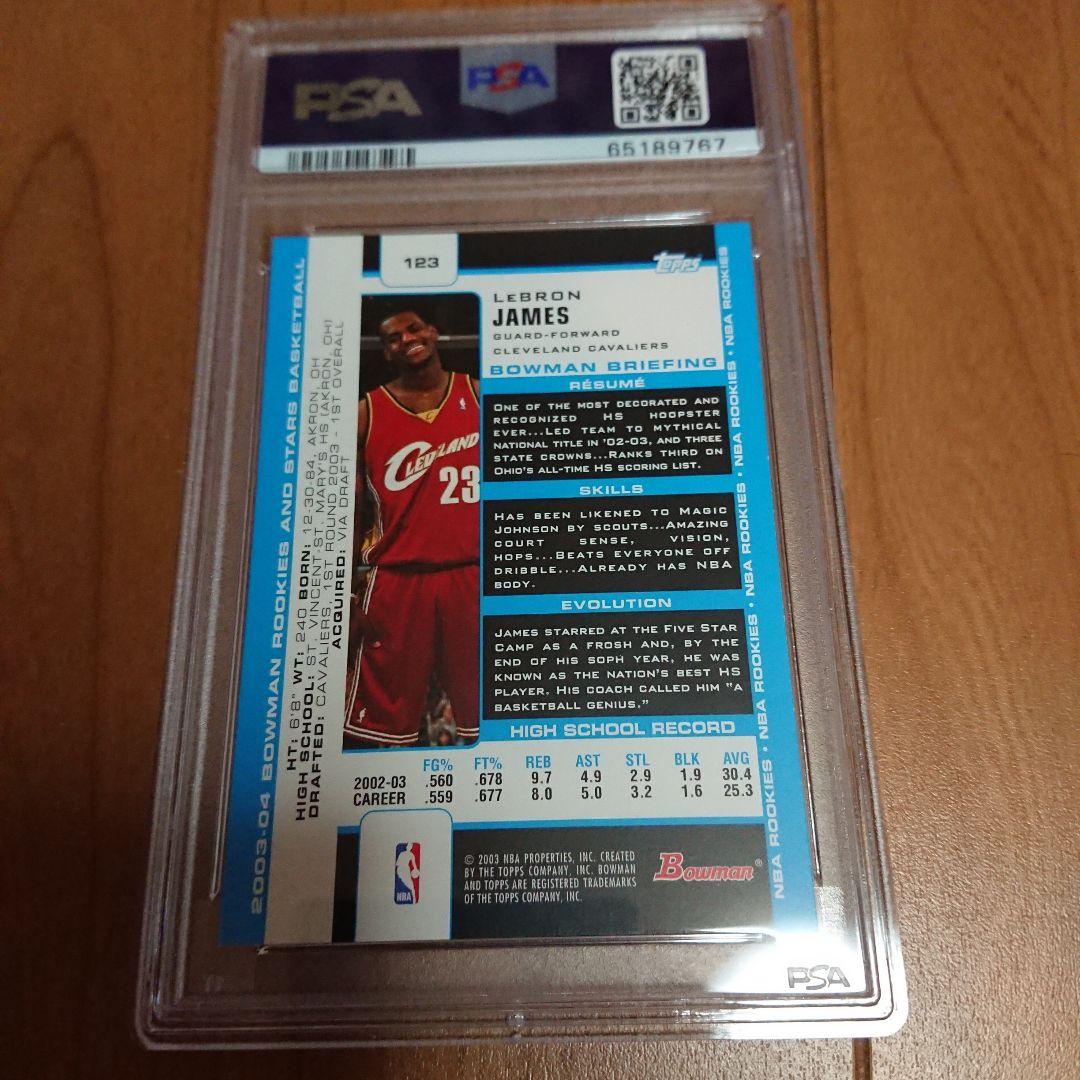 PSA
PSA
65189767
123
Topps
LeBRON
JAMES
GUARD-FORWARD
CLEVELAND CAVALIERS
BOWMAN BRIEFING
RÉSUMÉ
ONE OF THE MOST DECORATED AND
RECOGNIZED HS HOOPSTER
EVER...LED TEAM TO MYTHICAL
NATIONAL TITLE IN '02-03, AND THREE
STATE CROWNS...RANKS THIRD ON
OHIO'S ALL-TIME HS SCORING LIST.
SKILLS
HAS BEEN LIKENED TO MAGIC
JOHNSON BY SCOUTS...AMAZING
COURT SENSE, VISION,
HOPS...BEATS EVERYONE OFF
DRIBBLE...ALREADY HAS NBA
BODY.
EVOLUTION
JAMES STARRED AT THE FIVE STAR
CAMP AS A FROSH AND, BY THE
END OF HIS SOPH YEAR, HE WAS
KNOWN AS THE NATION'S BEST HS
PLAYER. HIS COACH CALLED HIM "A
BASKETBALL GENIUS."
HIGH SCHOOL RECORD
FG% FT% REB AST STL BLK AVG
2002-03 .560 .678 9.7 4.9 2.9 1.9 30.4
CAREER .559 .677 8.0 5.0 3.2 1.6 25.3
2003-04 BOWMAN ROOKIES AND STARS BASKETBALL
HT: 6'8" WT: 240 BORN: 12-30-84, AKRON, OH
HIGH SCHOOL: ST. VINCENT-ST. MARY'S HS (AKRON, OH)
DRAFTED: CAVALIERS, 1ST ROUND 2003 - 1ST OVERALL
ACQUIRED: VIA DRAFT
CLEVELAND
23
NBA ROOKIES • NBA ROOKIES • NBA ROOKIES • NBA ROOKIES • NBA ROOKIES • NBA ROOKIES
NBA
© 2003 NBA PROPERTIES, INC. CREATED
BY THE TOPPS COMPANY, INC. BOWMAN
AND TOPPS ARE REGISTERED TRADEMARKS
OF THE TOPPS COMPANY, INC.
Bowman®
PSA